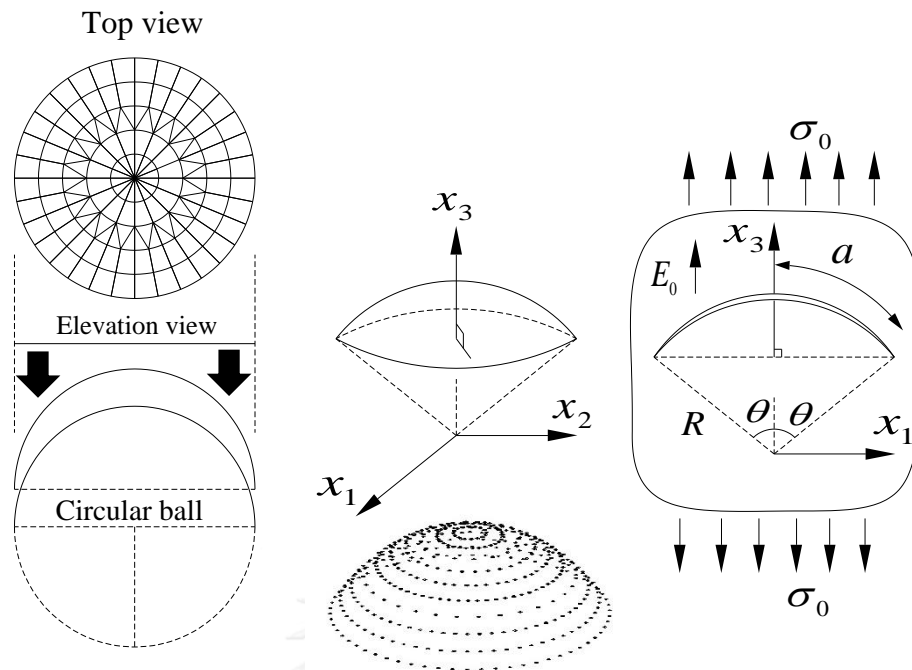 Top view
Elevation view
Circular ball
x₃
x₂
x₁
σ₀
x₃
a
E₀
R
θ θ
x₁
σ₀